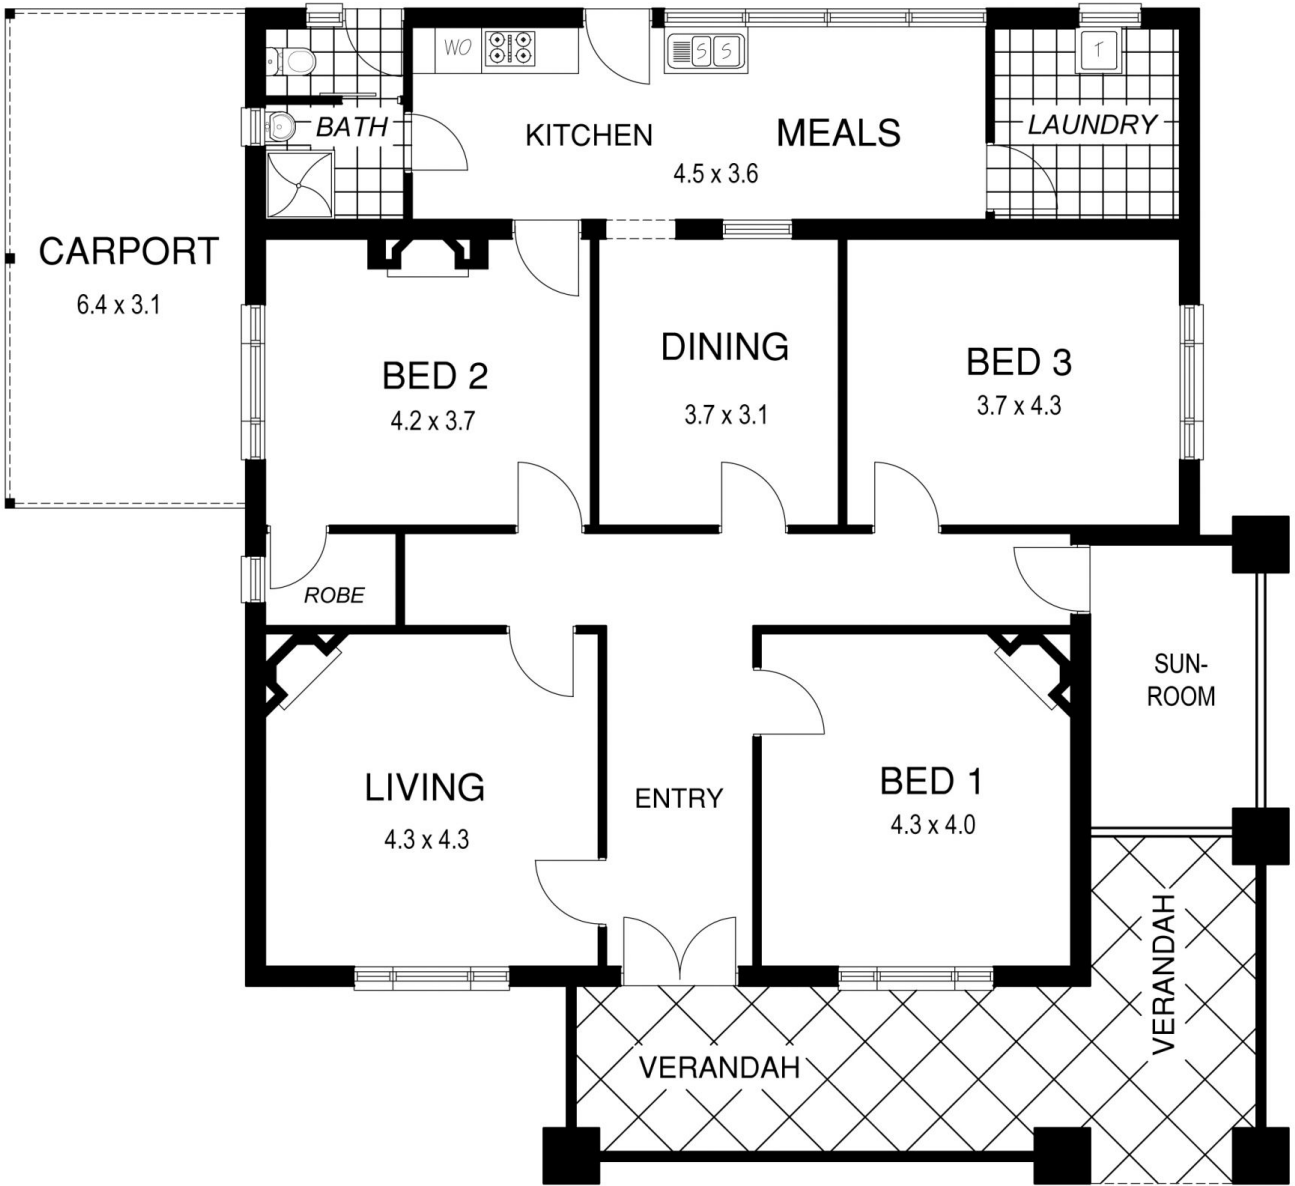 WO
S S
T
BATH
KITCHEN
MEALS
LAUNDRY
4.5 x 3.6
CARPORT
6.4 x 3.1
BED 2
4.2 x 3.7
DINING
3.7 x 3.1
BED 3
3.7 x 4.3
ROBE
SUN-
ROOM
LIVING
4.3 x 4.3
ENTRY
BED 1
4.3 x 4.0
VERANDAH
VERANDAH